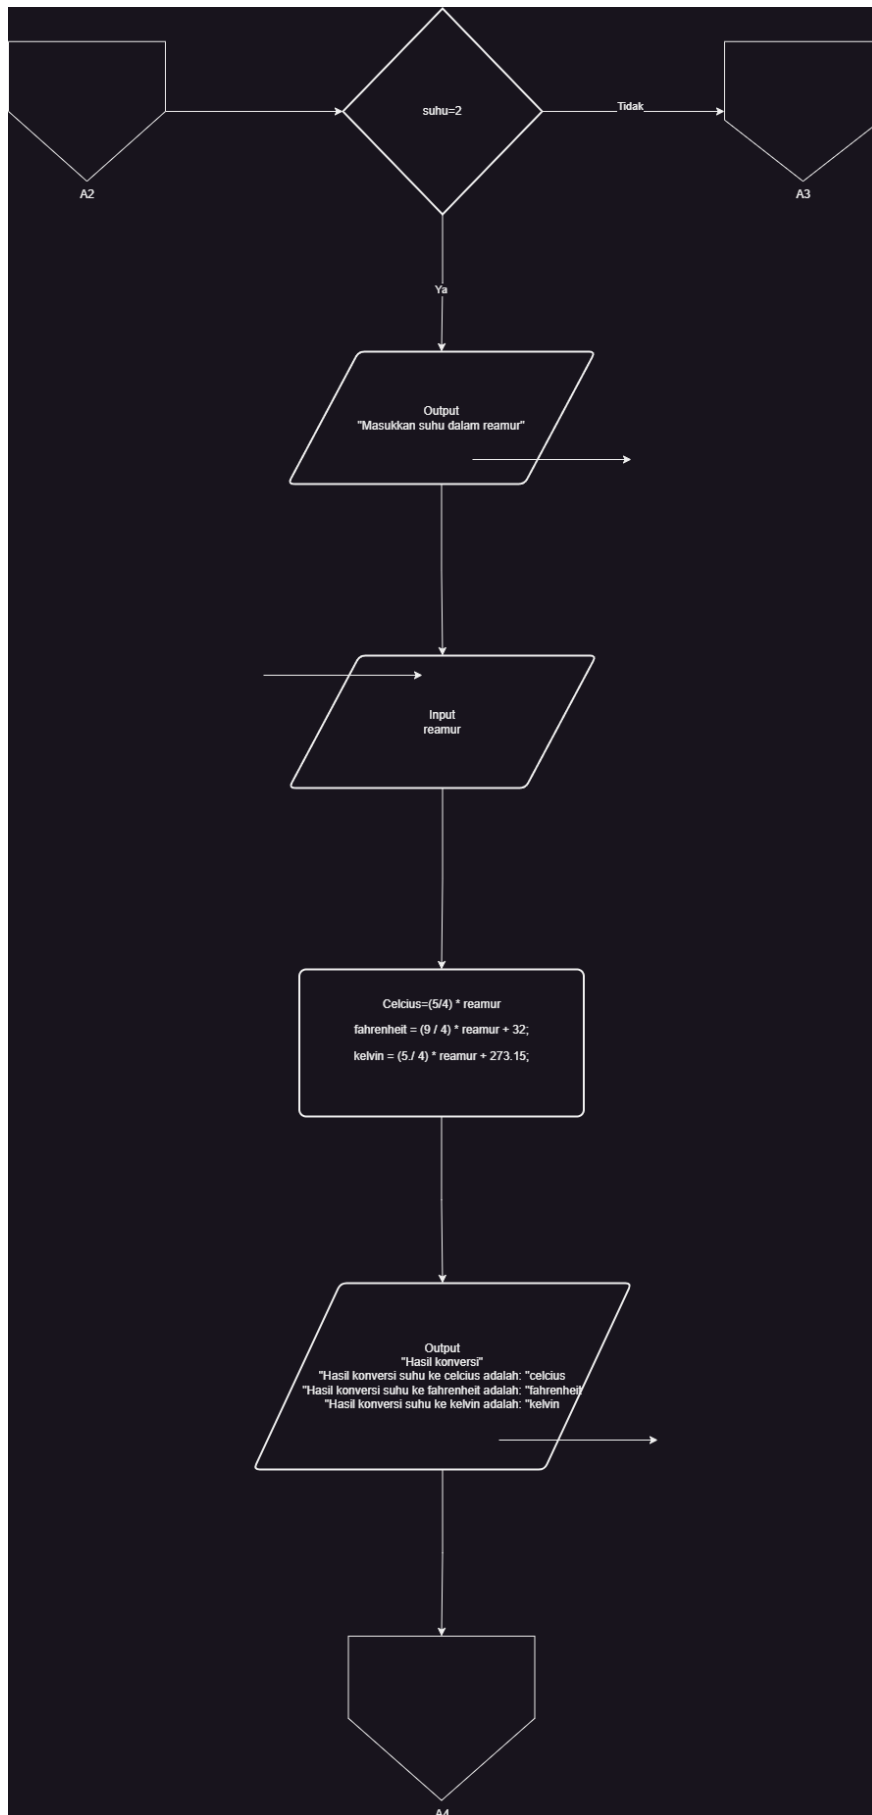 suhu=2
Tidak
A2
A3
Ya
Output
"Masukkan suhu dalam reamur"
Input
reamur
Celcius=(5/4) * reamur
fahrenheit = (9 / 4) * reamur + 32;
kelvin = (5./ 4) * reamur + 273.15;
Output
"Hasil konversi"
"Hasil konversi suhu ke celcius adalah: "celcius
"Hasil konversi suhu ke fahrenheit adalah: "fahrenheit
"Hasil konversi suhu ke kelvin adalah: "kelvin
A4